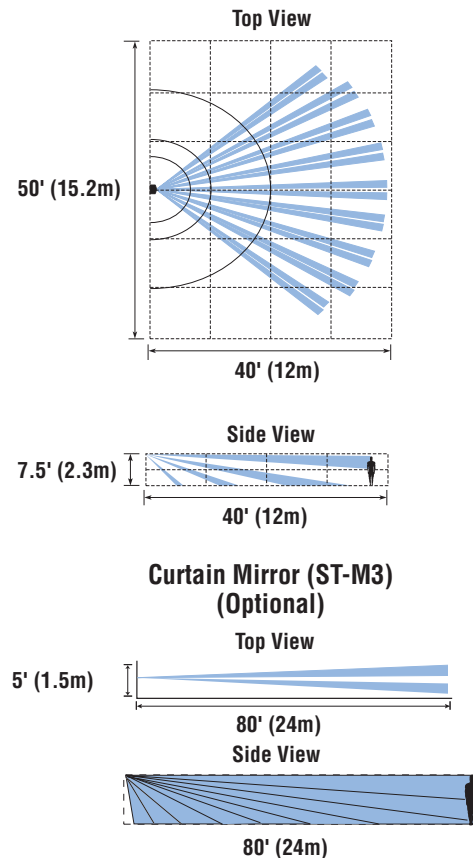 Top View
50' (15.2m)
40' (12m)
Side View
7.5' (2.3m)
40' (12m)
Curtain Mirror (ST-M3)
(Optional)
Top View
5' (1.5m)
80' (24m)
Side View
80' (24m)